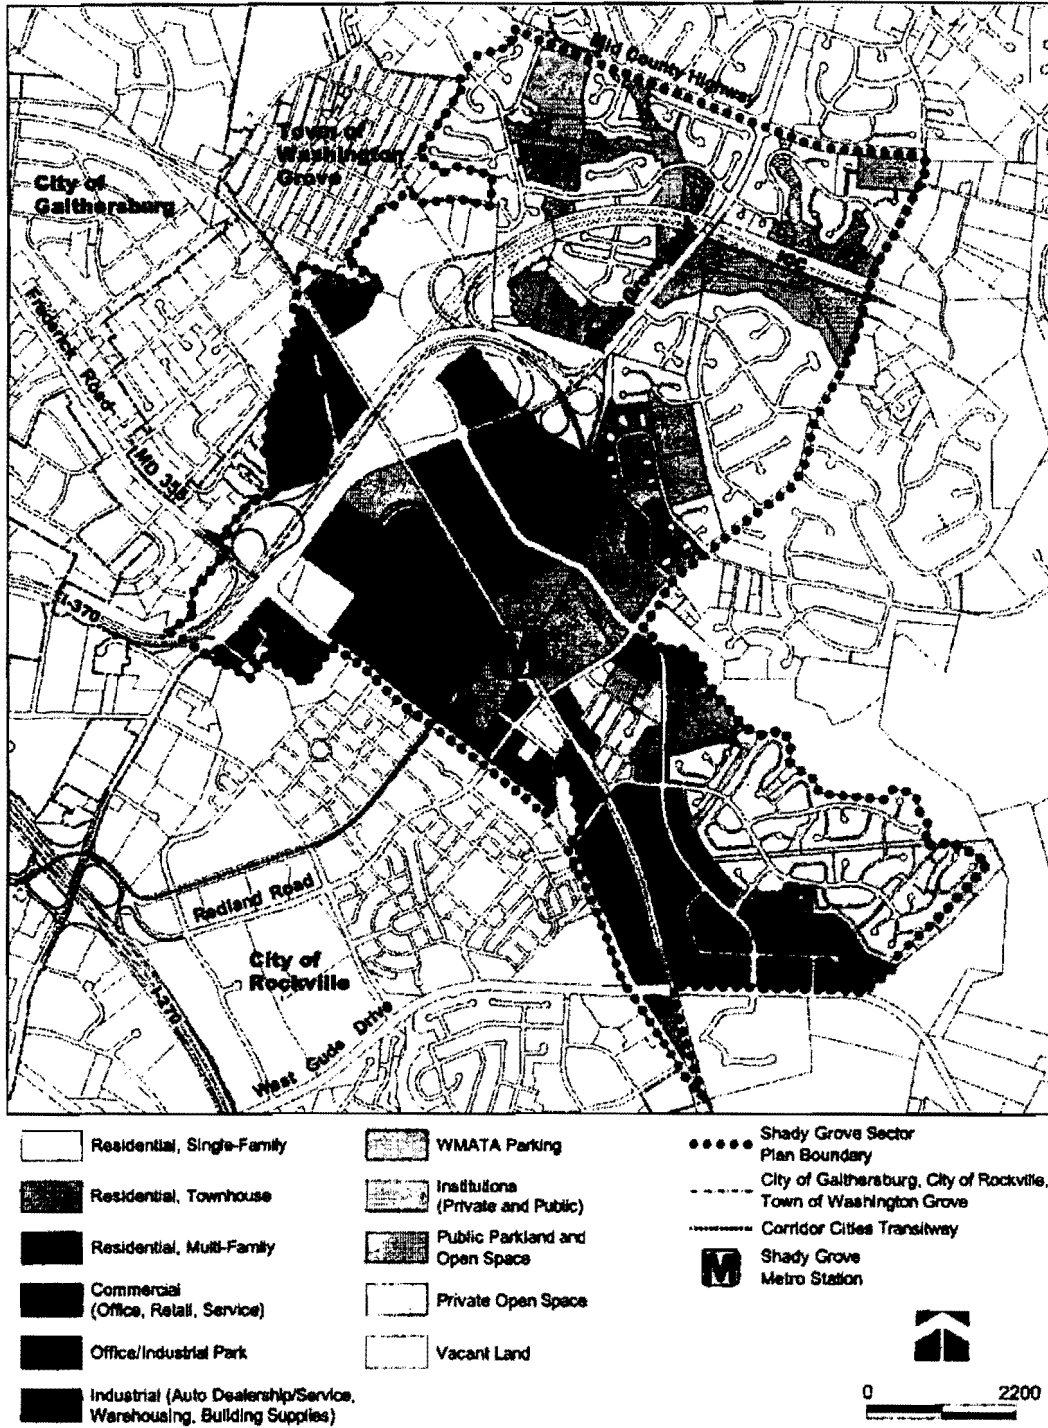 Mid County Highway
Town of
Washington
Grove
City of
Gaithersburg
Frederick Road
MD 355
I-370
Redland Road
City of
Rockville
I-270
West Gude Drive
Residential, Single-Family
Residential, Townhouse
Residential, Multi-Family
Commercial
(Office, Retail, Service)
Office/Industrial Park
Industrial (Auto Dealership/Service,
Warehousing, Building Supplies)
WMATA Parking
Institutions
(Private and Public)
Public Parkland and
Open Space
Private Open Space
Vacant Land
Shady Grove Sector
Plan Boundary
City of Gaithersburg, City of Rockville,
Town of Washington Grove
Corridor Cities Transitway
M
Shady Grove
Metro Station
0 2200